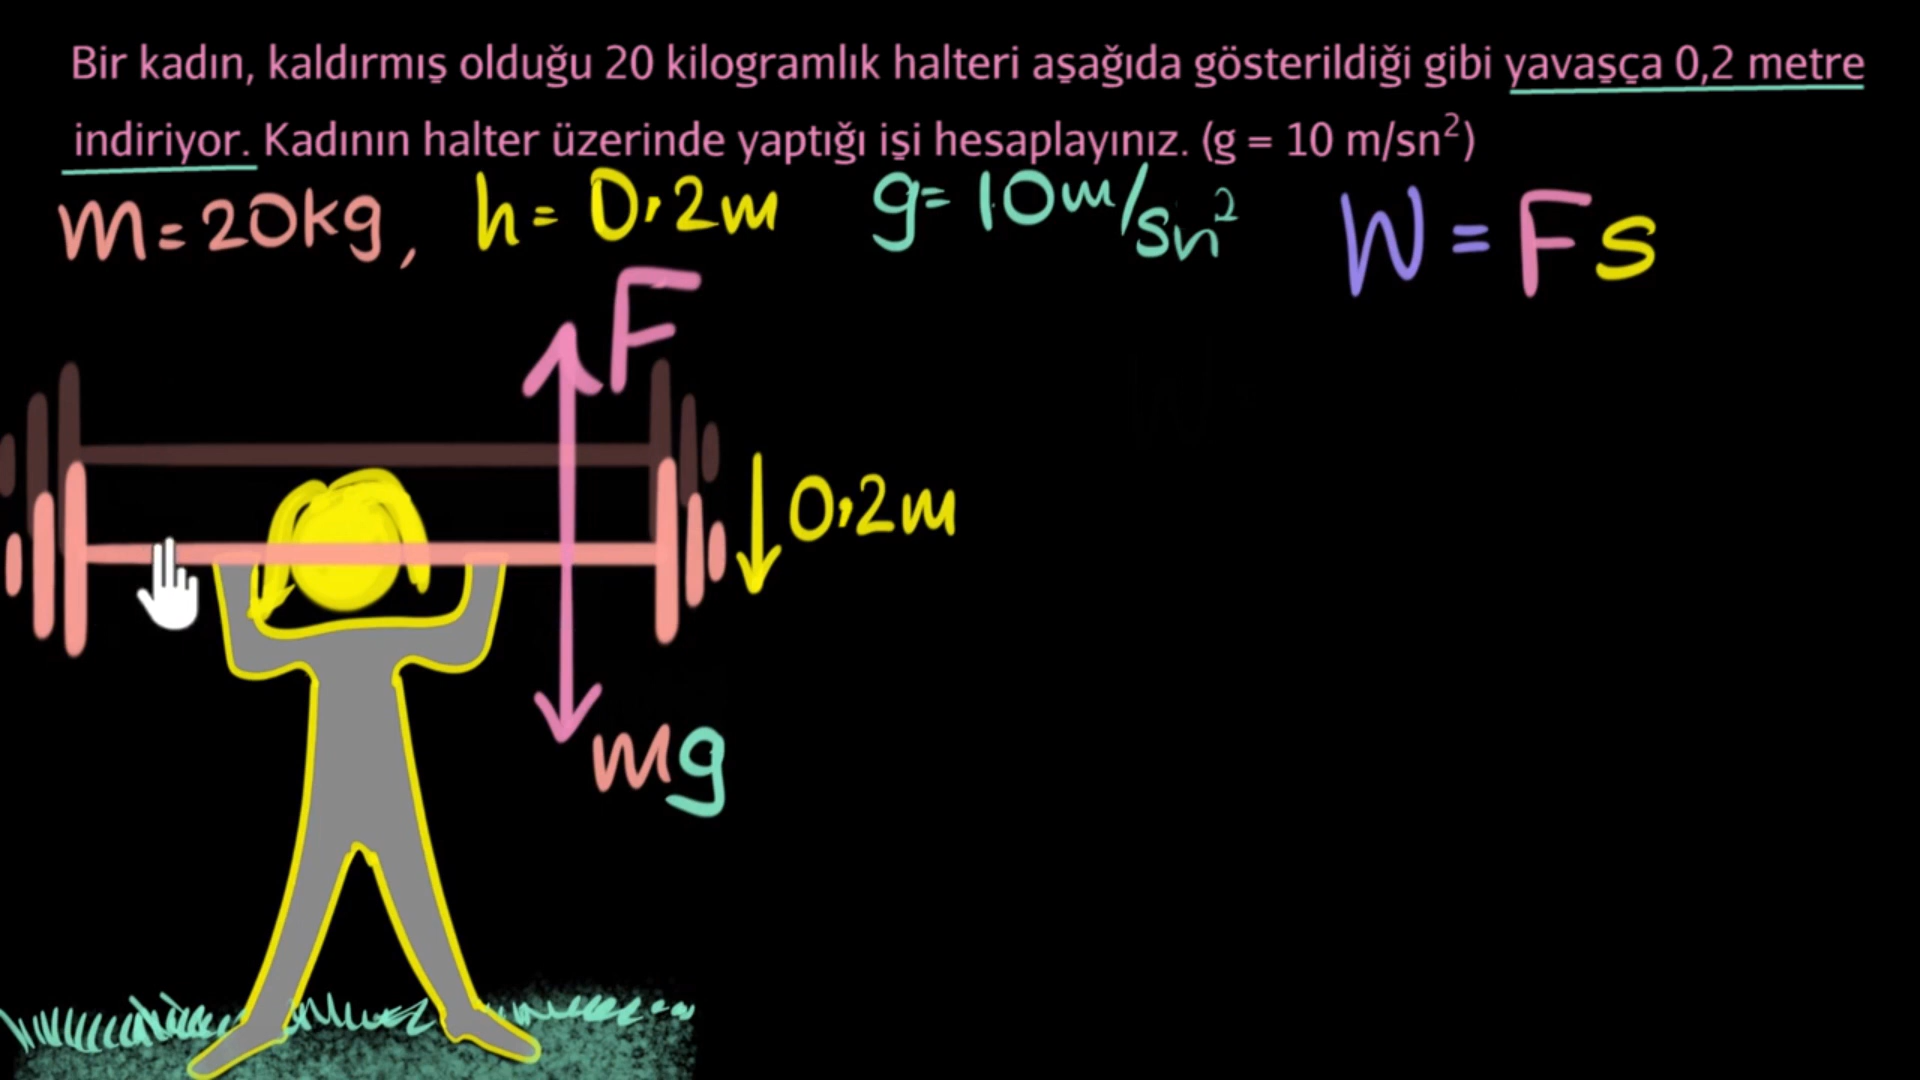 Bir kadın, kaldırmış olduğu 20 kilogramlık halteri aşağıda gösterildiği gibi yavaşça 0,2 metre
indiriyor. Kadının halter üzerinde yaptığı işi hesaplayınız. (g = 10 m/sn²)
m = 20kg, h = 0,2m g = 10m/sn² W = Fs
F
0,2m
mg